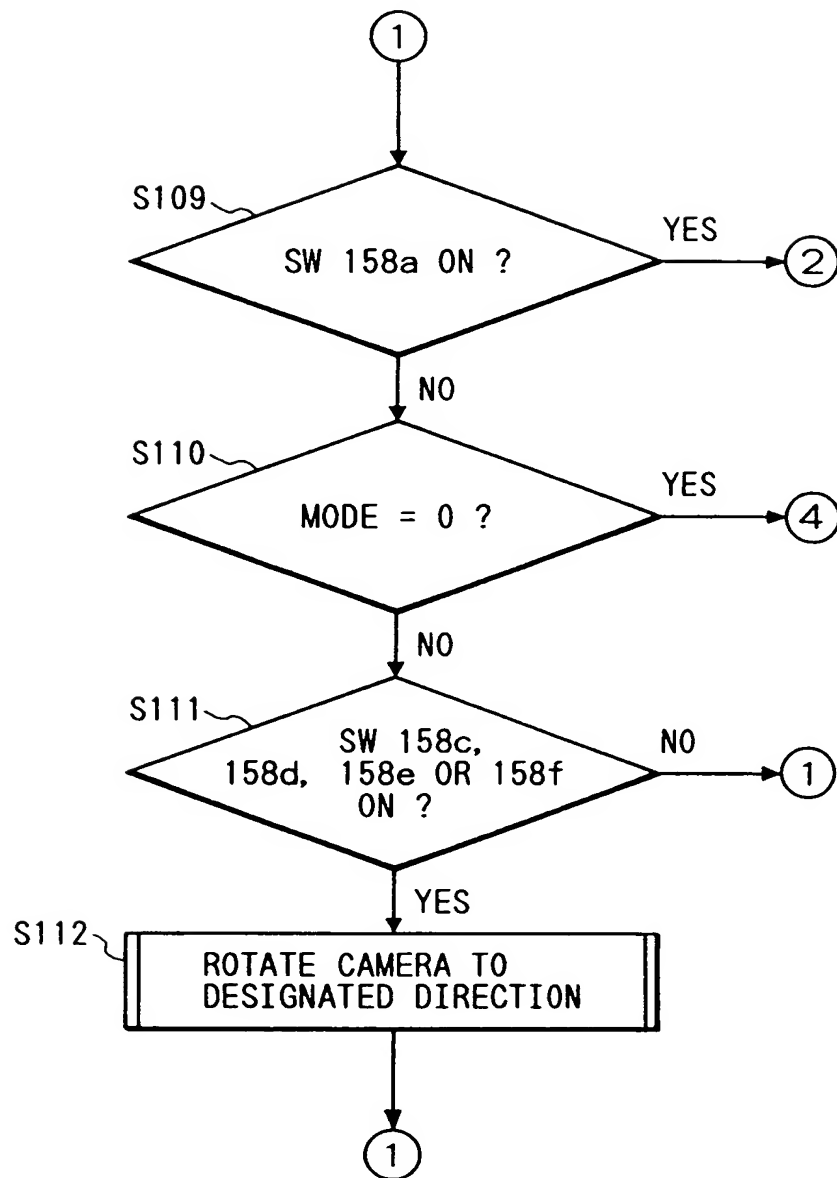 1
S109
SW 158a ON ?
YES
2
NO
S110
MODE = 0 ?
YES
4
NO
S111
SW 158c,
158d, 158e OR 158f
ON ?
NO
1
YES
S112
ROTATE CAMERA TO
DESIGNATED DIRECTION
1